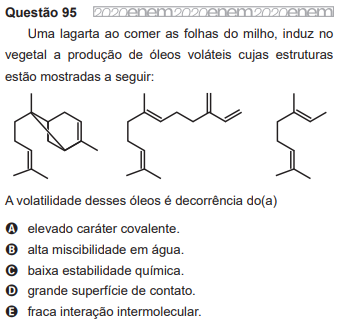 Questão 95 2020enem2020enem2020enem
Uma lagarta ao comer as folhas do milho, induz no
vegetal a produção de óleos voláteis cujas estruturas
estão mostradas a seguir:
A volatilidade desses óleos é decorrência do(a)
A elevado caráter covalente.
B alta miscibilidade em água.
C baixa estabilidade química.
D grande superfície de contato.
E fraca interação intermolecular.